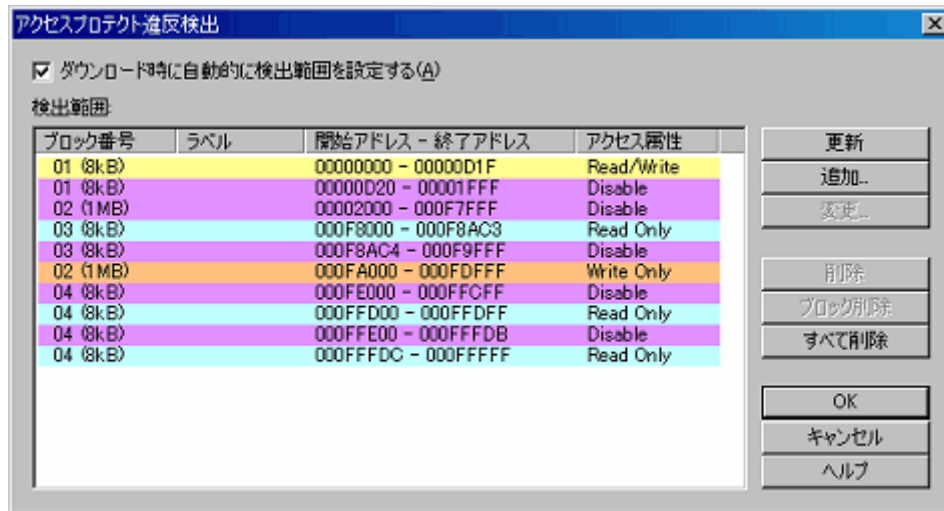 アクセスプロテクト違反検出
ダウンロード時に自動的に検出範囲を設定する(A)
検出範囲:
ブロック番号 ラベル 開始アドレス - 終了アドレス アクセス属性
01 (8kB) 00000000 - 00000D1F Read/Write
01 (8kB) 00000D20 - 00001FFF Disable
02 (1MB) 00002000 - 000F7FFF Disable
03 (8kB) 000F8000 - 000F8AC3 Read Only
03 (8kB) 000F8AC4 - 000F9FFF Disable
02 (1MB) 000FA000 - 000FDFFF Write Only
04 (8kB) 000FE000 - 000FFCFF Disable
04 (8kB) 000FFD00 - 000FFDFF Read Only
04 (8kB) 000FFE00 - 000FFFDB Disable
04 (8kB) 000FFFDC - 000FFFFF Read Only
更新
追加...
変更...
削除
ブロック削除
すべて削除
OK
キャンセル
ヘルプ